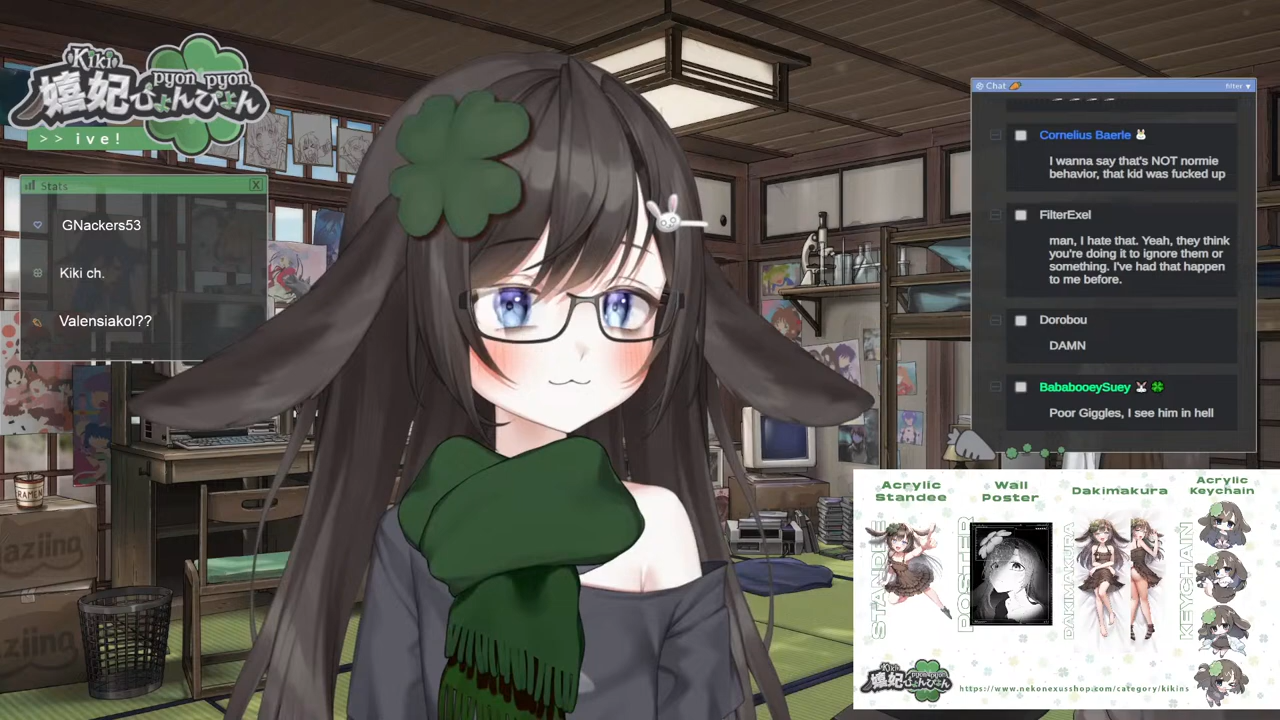 Kiki
嬉妃
pyon pyon
ぴょんぴょん
>> ive!
Stats
X
GNackers53
Kiki ch.
Valensiakol??
RAMEN
Chat
filter
Cornelius Baerle
I wanna say that's NOT normie
behavior, that kid was fucked up
FilterExel
man, I hate that. Yeah, they think
you're doing it to ignore them or
something. I've had that happen
to me before.
Dorobou
DAMN
BababooeySuey
Poor Giggles, I see him in hell
Acrylic
Standee
Wall
Poster
Dakimakura
Acrylic
Keychain
STANDEE
POSTER
DAKIMAKURA
KEYCHAIN
Kiki
嬉妃
pyon pyon
ぴょんぴょん
https://www.nekonexusshop.com/category/kikins